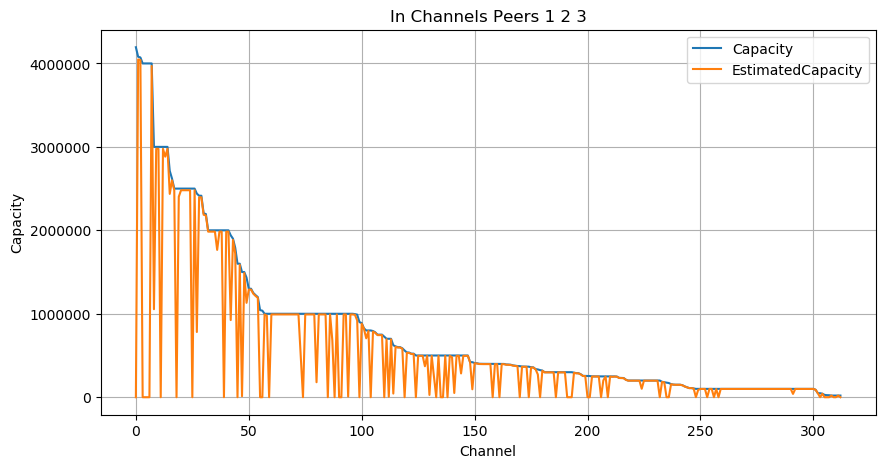 In Channels Peers 1 2 3
Capacity
EstimatedCapacity
4000000
3000000
2000000
1000000
0
Capacity
0
50
100
150
200
250
300
Channel